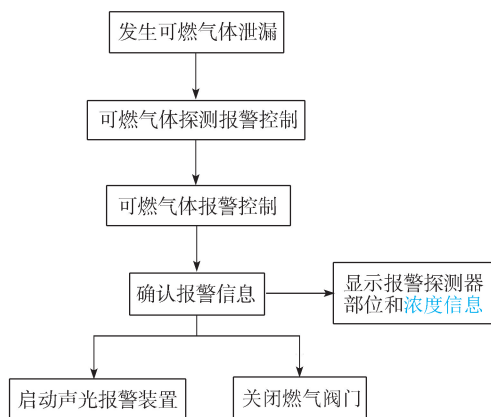 发生可燃气体泄漏
可燃气体探测报警控制
可燃气体报警控制
确认报警信息
显示报警探测器
部位和浓度信息
启动声光报警装置
关闭燃气阀门